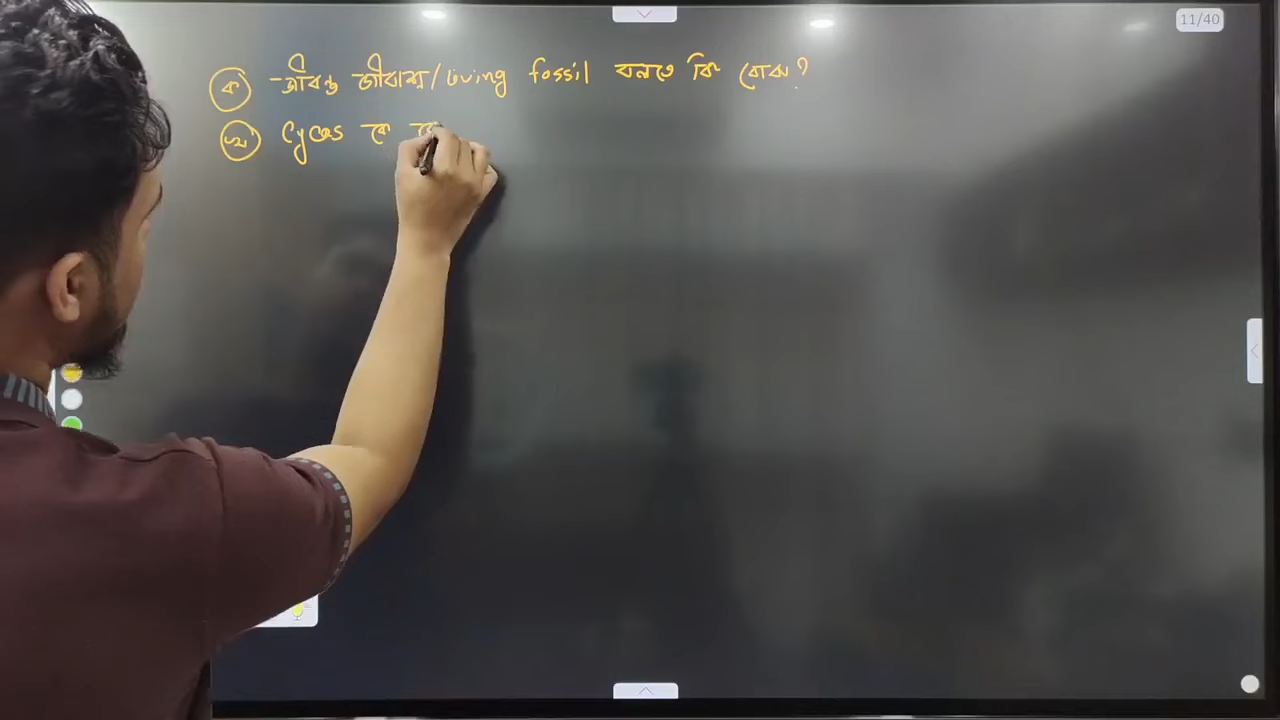 11/40
ক জীবন্ত জীবাশ্ম/living fossil বলতে কি বোঝ?
খ Cycas কে